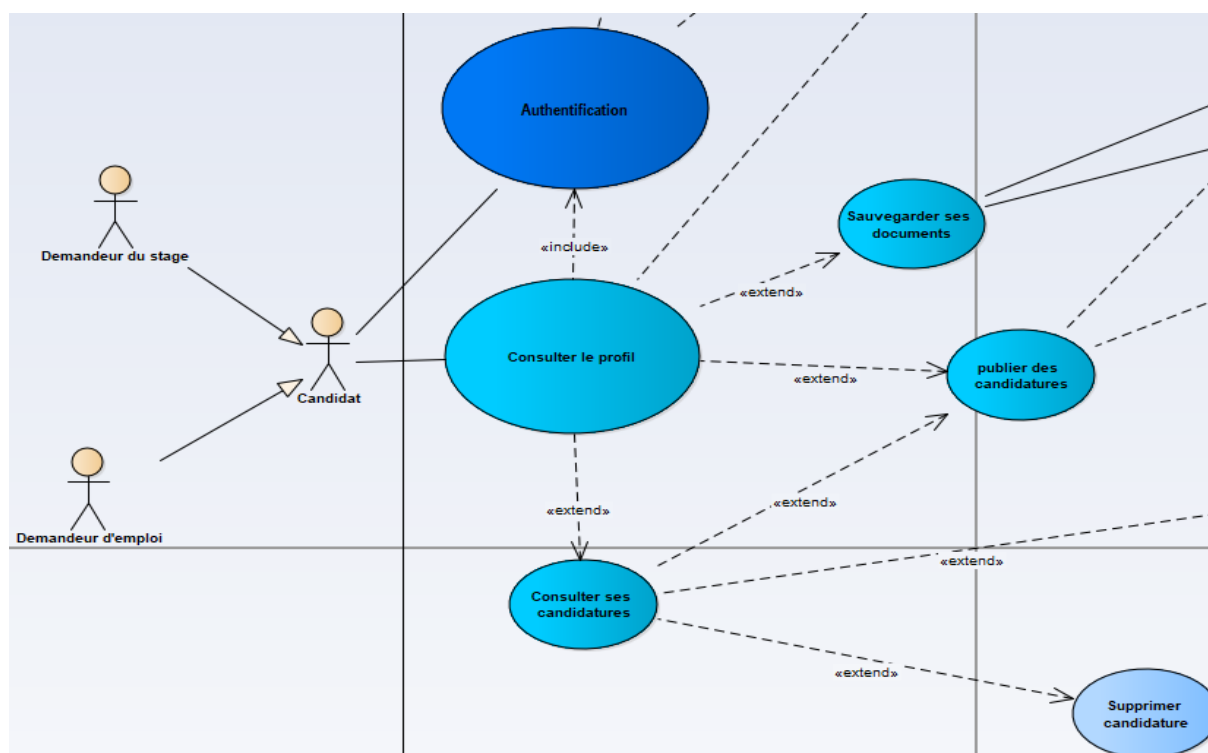 Authentification
Demandeur du stage
«include»
Sauvegarder ses
documents
«extend»
Consulter le profil
«extend»
publier des
candidatures
Candidat
«extend»
«extend»
Demandeur d'emploi
«extend»
Consulter ses
candidatures
«extend»
Supprimer
candidature